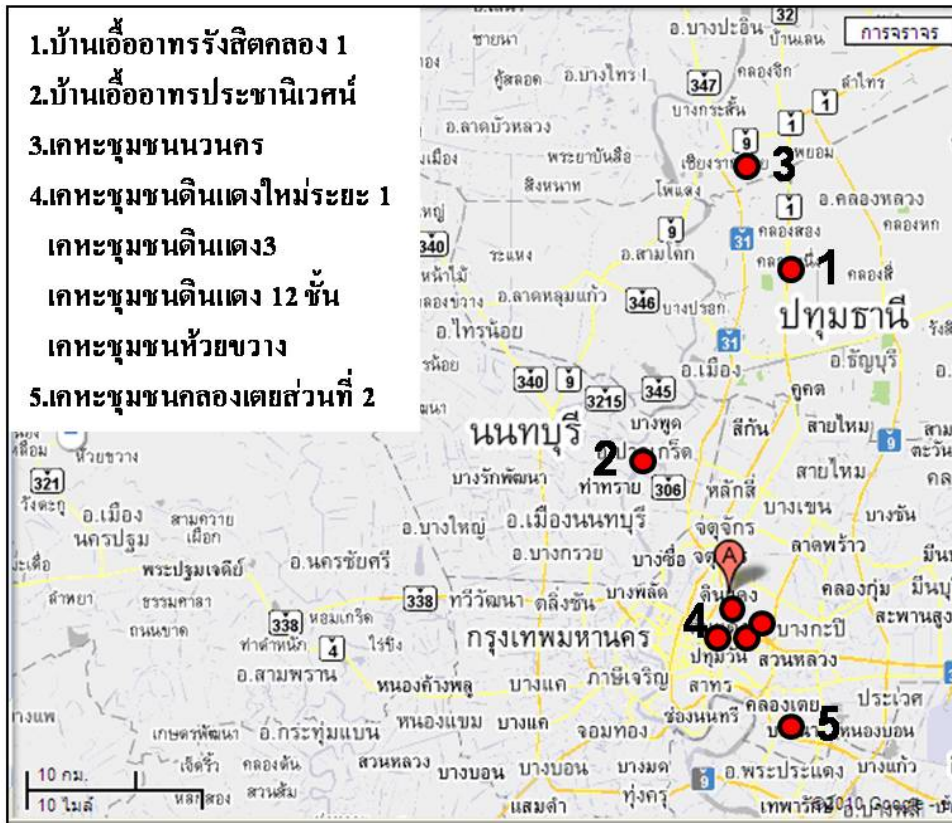 1.บ้านเอื้ออาทรรังสิตคลอง 1
2.บ้านเอื้ออาทรประชานิเวศน์
3.เคหะชุมชนนวนคร
4.เคหะชุมชนดินแดงใหม่ระยะ 1
เคหะชุมชนดินแดง3
เคหะชุมชนดินแดง 12 ชั้น
เคหะชุมชนห้วยขวาง
5.เคหะชุมชนคลองเตยส่วนที่ 2
การจราจร
32
อ.บางปะอิน
บ้านเลน
ชายนา
คู้สลอด อ.บางไทร
347
คลองจิก
ลำไทร
บางกระสั้น
1
1
อ.ลาดบัวหลวง
9
พระยาบันลือ
3
สิงหนาท
โพแตง
1
อ.คลองหลวง
9
31
คลองสอง
คลองหก
340
ระแหง
อ.สามโคก
1
คลองสี่
อ.ลาดหลุมแก้ว
346
บางปรอก
ปทุมธานี
อ.ไทรน้อย
31
อ.ธัญบุรี
อ.เมือง
340 9 3215 345
คูคต
นนทบุรี
บางพูด
สีกัน
สายไหม
9
ห้วยขวาง
2
321
บางรักพัฒนา
ท่าทราย
306
หลักสี่
สายไหม
วังตะกู
อ.เมือง
นครปฐม
สามควาย
เผือก
อ.บางใหญ่
อ.เมืองนนทบุรี
จตุจักร
บางเขน
บางชัน
พระปฐมเจดีย์
อ.นครชัยศรี
อ.บางกรวย
บางซื่อ
A
ลาดพร้าว
ลำพยา
ธรรมศาลา
338
ทวีวัฒนา
ตลิ่งชัน
บางพลัด
คลองกุ่ม
ถนนขาด
338
หอมเกร็ด
กรุงเทพมหานคร
4
บางกะปิ
สะพานสูง
ท่าตำหนัก
4
ไร่ขิง
ปทุมวัน
สวนหลวง
อ.สามพราน
หนองค้างพลู
บางแค
ภาษีเจริญ
สาทร
คลองเตย
ประเวศ
หนองแขม
บางแค
จอมทอง
ช่องนนทรี
5
หนองบอน
เกษตรพัฒนา
อ.กระทุ่มแบน
เจ็ดริ้ว
คลองตัน
สวนหลวง
บางบอน
บางบอน
บางมด
9
อ.พระประแดง
บางแก้ว
10 กม.
10 ไมล์
สวนส้ม
แสมดำ
ทุ่งครุ
©2010 Google